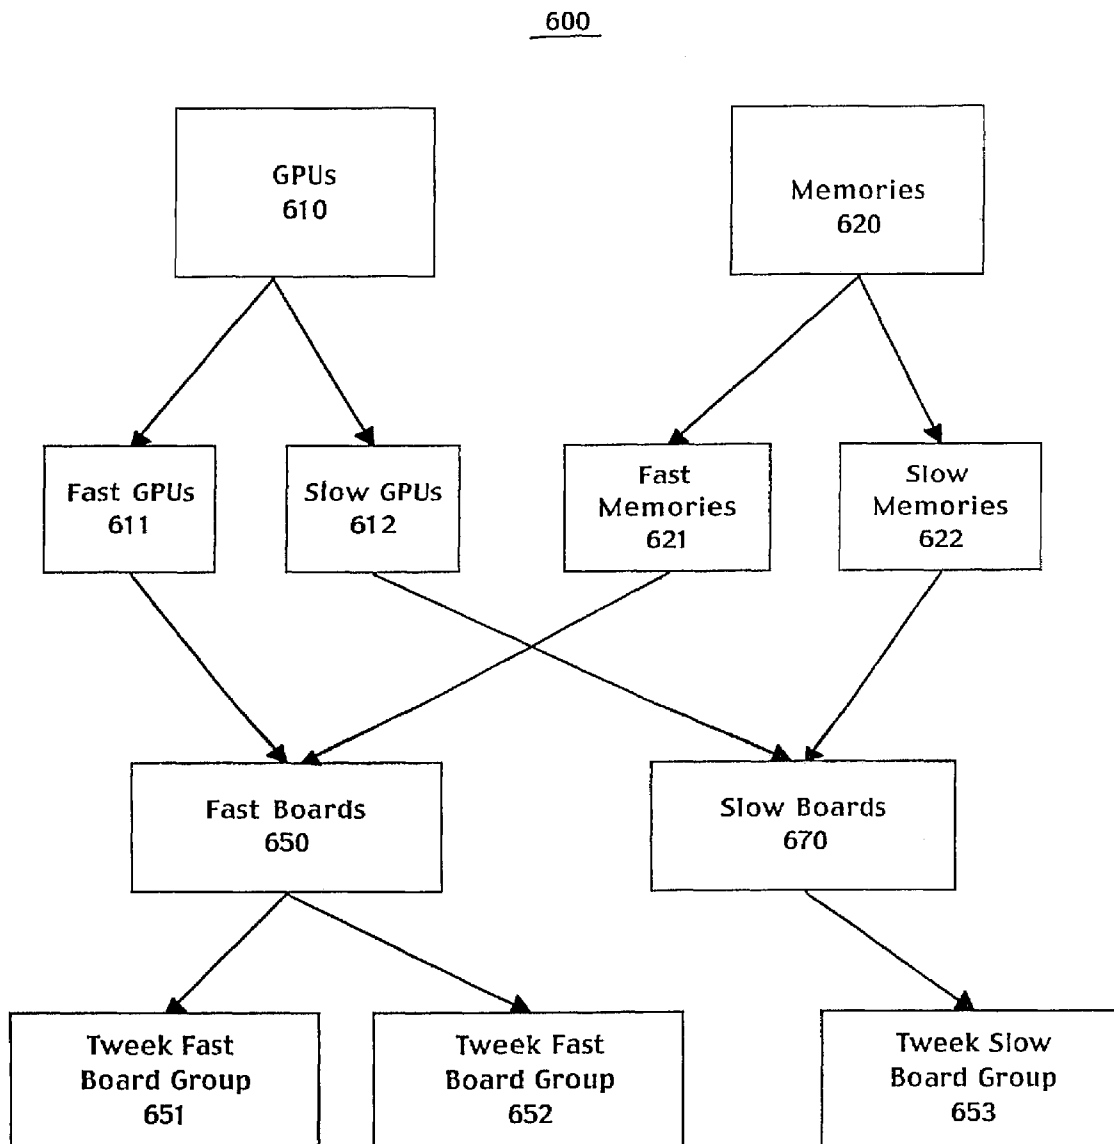 600
GPUs
610
Memories
620
Fast GPUs
611
Slow GPUs
612
Fast
Memories
621
Slow
Memories
622
Fast Boards
650
Slow Boards
670
Tweek Fast
Board Group
651
Tweek Fast
Board Group
652
Tweek Slow
Board Group
653